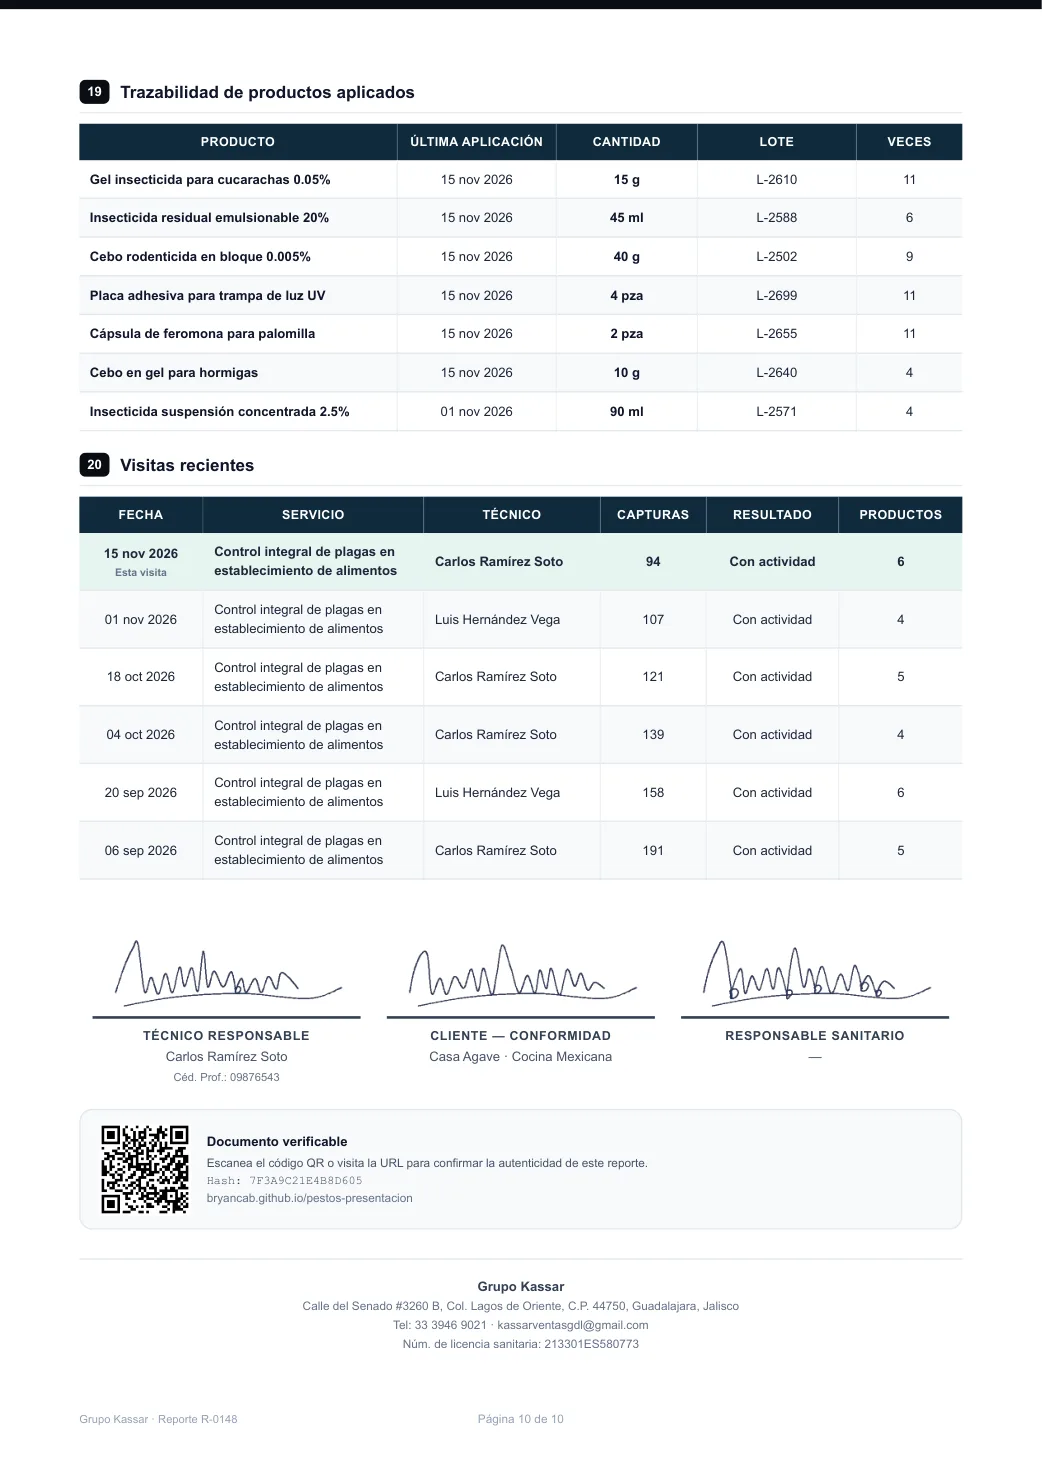 19 Trazabilidad de productos aplicados
PRODUCTO ÚLTIMA APLICACIÓN CANTIDAD LOTE VECES
Gel insecticida para cucarachas 0.05% 15 nov 2026 15 g L-2610 11
Insecticida residual emulsionable 20% 15 nov 2026 45 ml L-2588 6
Cebo rodenticida en bloque 0.005% 15 nov 2026 40 g L-2502 9
Placa adhesiva para trampa de luz UV 15 nov 2026 4 pza L-2699 11
Cápsula de feromona para palomilla 15 nov 2026 2 pza L-2655 11
Cebo en gel para hormigas 15 nov 2026 10 g L-2640 4
Insecticida suspensión concentrada 2.5% 01 nov 2026 90 ml L-2571 4
20 Visitas recientes
FECHA SERVICIO TÉCNICO CAPTURAS RESULTADO PRODUCTOS
15 nov 2026 Control integral de plagas en
Esta visita establecimiento de alimentos Carlos Ramírez Soto 94 Con actividad 6
Control integral de plagas en
01 nov 2026 establecimiento de alimentos Luis Hernández Vega 107 Con actividad 4
Control integral de plagas en
18 oct 2026 establecimiento de alimentos Carlos Ramírez Soto 121 Con actividad 5
Control integral de plagas en
04 oct 2026 establecimiento de alimentos Carlos Ramírez Soto 139 Con actividad 4
Control integral de plagas en
20 sep 2026 establecimiento de alimentos Luis Hernández Vega 158 Con actividad 6
Control integral de plagas en
06 sep 2026 establecimiento de alimentos Carlos Ramírez Soto 191 Con actividad 5
TÉCNICO RESPONSABLE
Carlos Ramírez Soto
Céd. Prof.: 09876543
CLIENTE — CONFORMIDAD
Casa Agave · Cocina Mexicana
RESPONSABLE SANITARIO
—
Documento verificable
Escanea el código QR o visita la URL para confirmar la autenticidad de este reporte.
Hash: 7F3A9C21E4B8D605
bryancab.github.io/pestos-presentacion
Grupo Kassar
Calle del Senado #3260 B, Col. Lagos de Oriente, C.P. 44750, Guadalajara, Jalisco
Tel: 33 3946 9021 · kassarventasgdl@gmail.com
Núm. de licencia sanitaria: 213301ES580773
Grupo Kassar · Reporte R-0148 Página 10 de 10